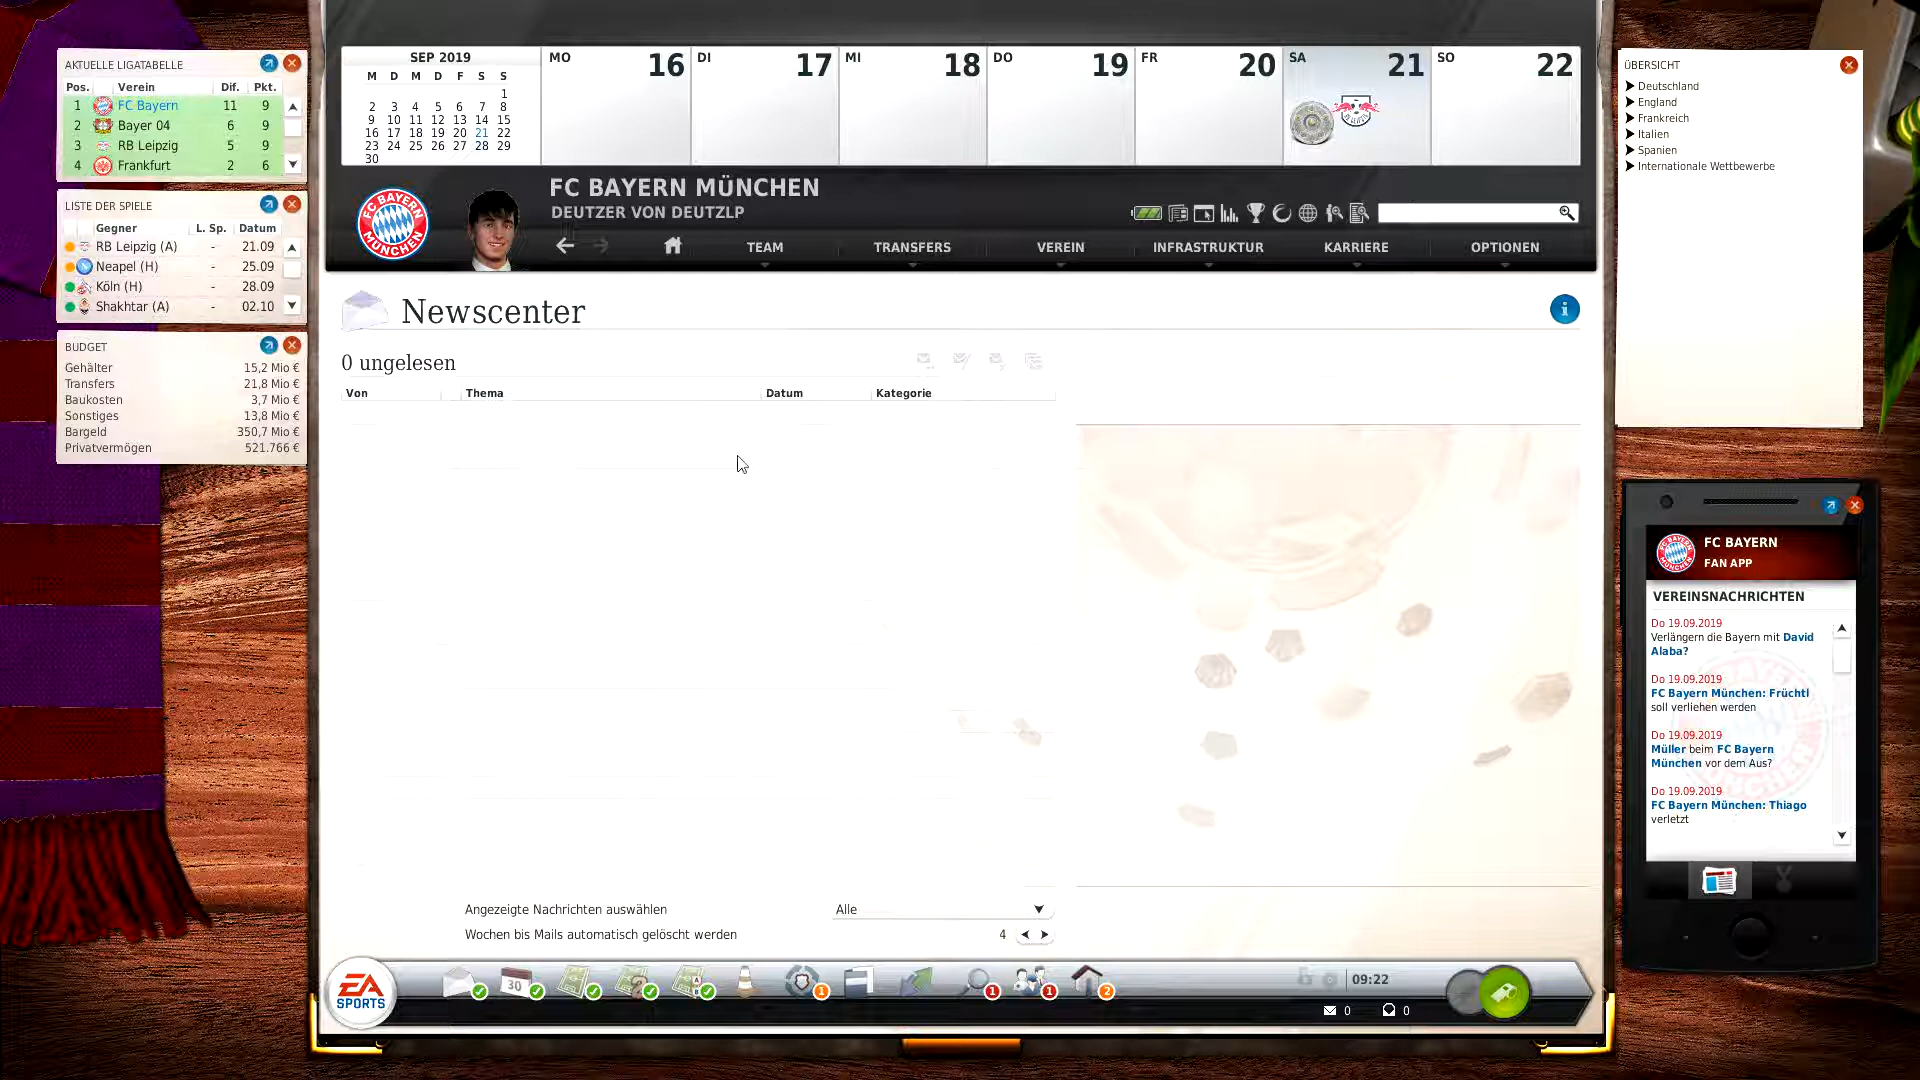 AKTUELLE LIGATABELLE
Pos. Verein Dif. Pkt.
1 FC Bayern 11 9
2 Bayer 04 6 9
3 RB Leipzig 5 9
4 Frankfurt 2 6
LISTE DER SPIELE
Gegner L. Sp. Datum
RB Leipzig (A) - 21.09
Neapel (H) - 25.09
Köln (H) - 28.09
Shakhtar (A) - 02.10
BUDGET
Gehälter 15,2 Mio €
Transfers 21,8 Mio €
Baukosten 3,7 Mio €
Sonstiges 13,8 Mio €
Bargeld 350,7 Mio €
Privatvermögen 521.766 €
SEP 2019
M D M D F S S
1
2 3 4 5 6 7 8
9 10 11 12 13 14 15
16 17 18 19 20 21 22
23 24 25 26 27 28 29
30
MO 16 DI 17 MI 18 DO 19 FR 20 SA 21 SO 22
FC BAYERN MÜNCHEN
DEUTZER VON DEUTZLP
TEAM TRANSFERS VEREIN INFRASTRUKTUR KARRIERE OPTIONEN
Newscenter
0 ungelesen
Von Thema Datum Kategorie
Angezeigte Nachrichten auswählen Alle
Wochen bis Mails automatisch gelöscht werden 4
EA
SPORTS
30
1
1
1
2
09:22
0 0
ÜBERSICHT
Deutschland
England
Frankreich
Italien
Spanien
Internationale Wettbewerbe
FC BAYERN
FAN APP
VEREINSNACHRICHTEN
Do 19.09.2019
Verlängern die Bayern mit David
Alaba?
Do 19.09.2019
FC Bayern München: Früchtl
soll verliehen werden
Do 19.09.2019
Müller beim FC Bayern
München vor dem Aus?
Do 19.09.2019
FC Bayern München: Thiago
verletzt